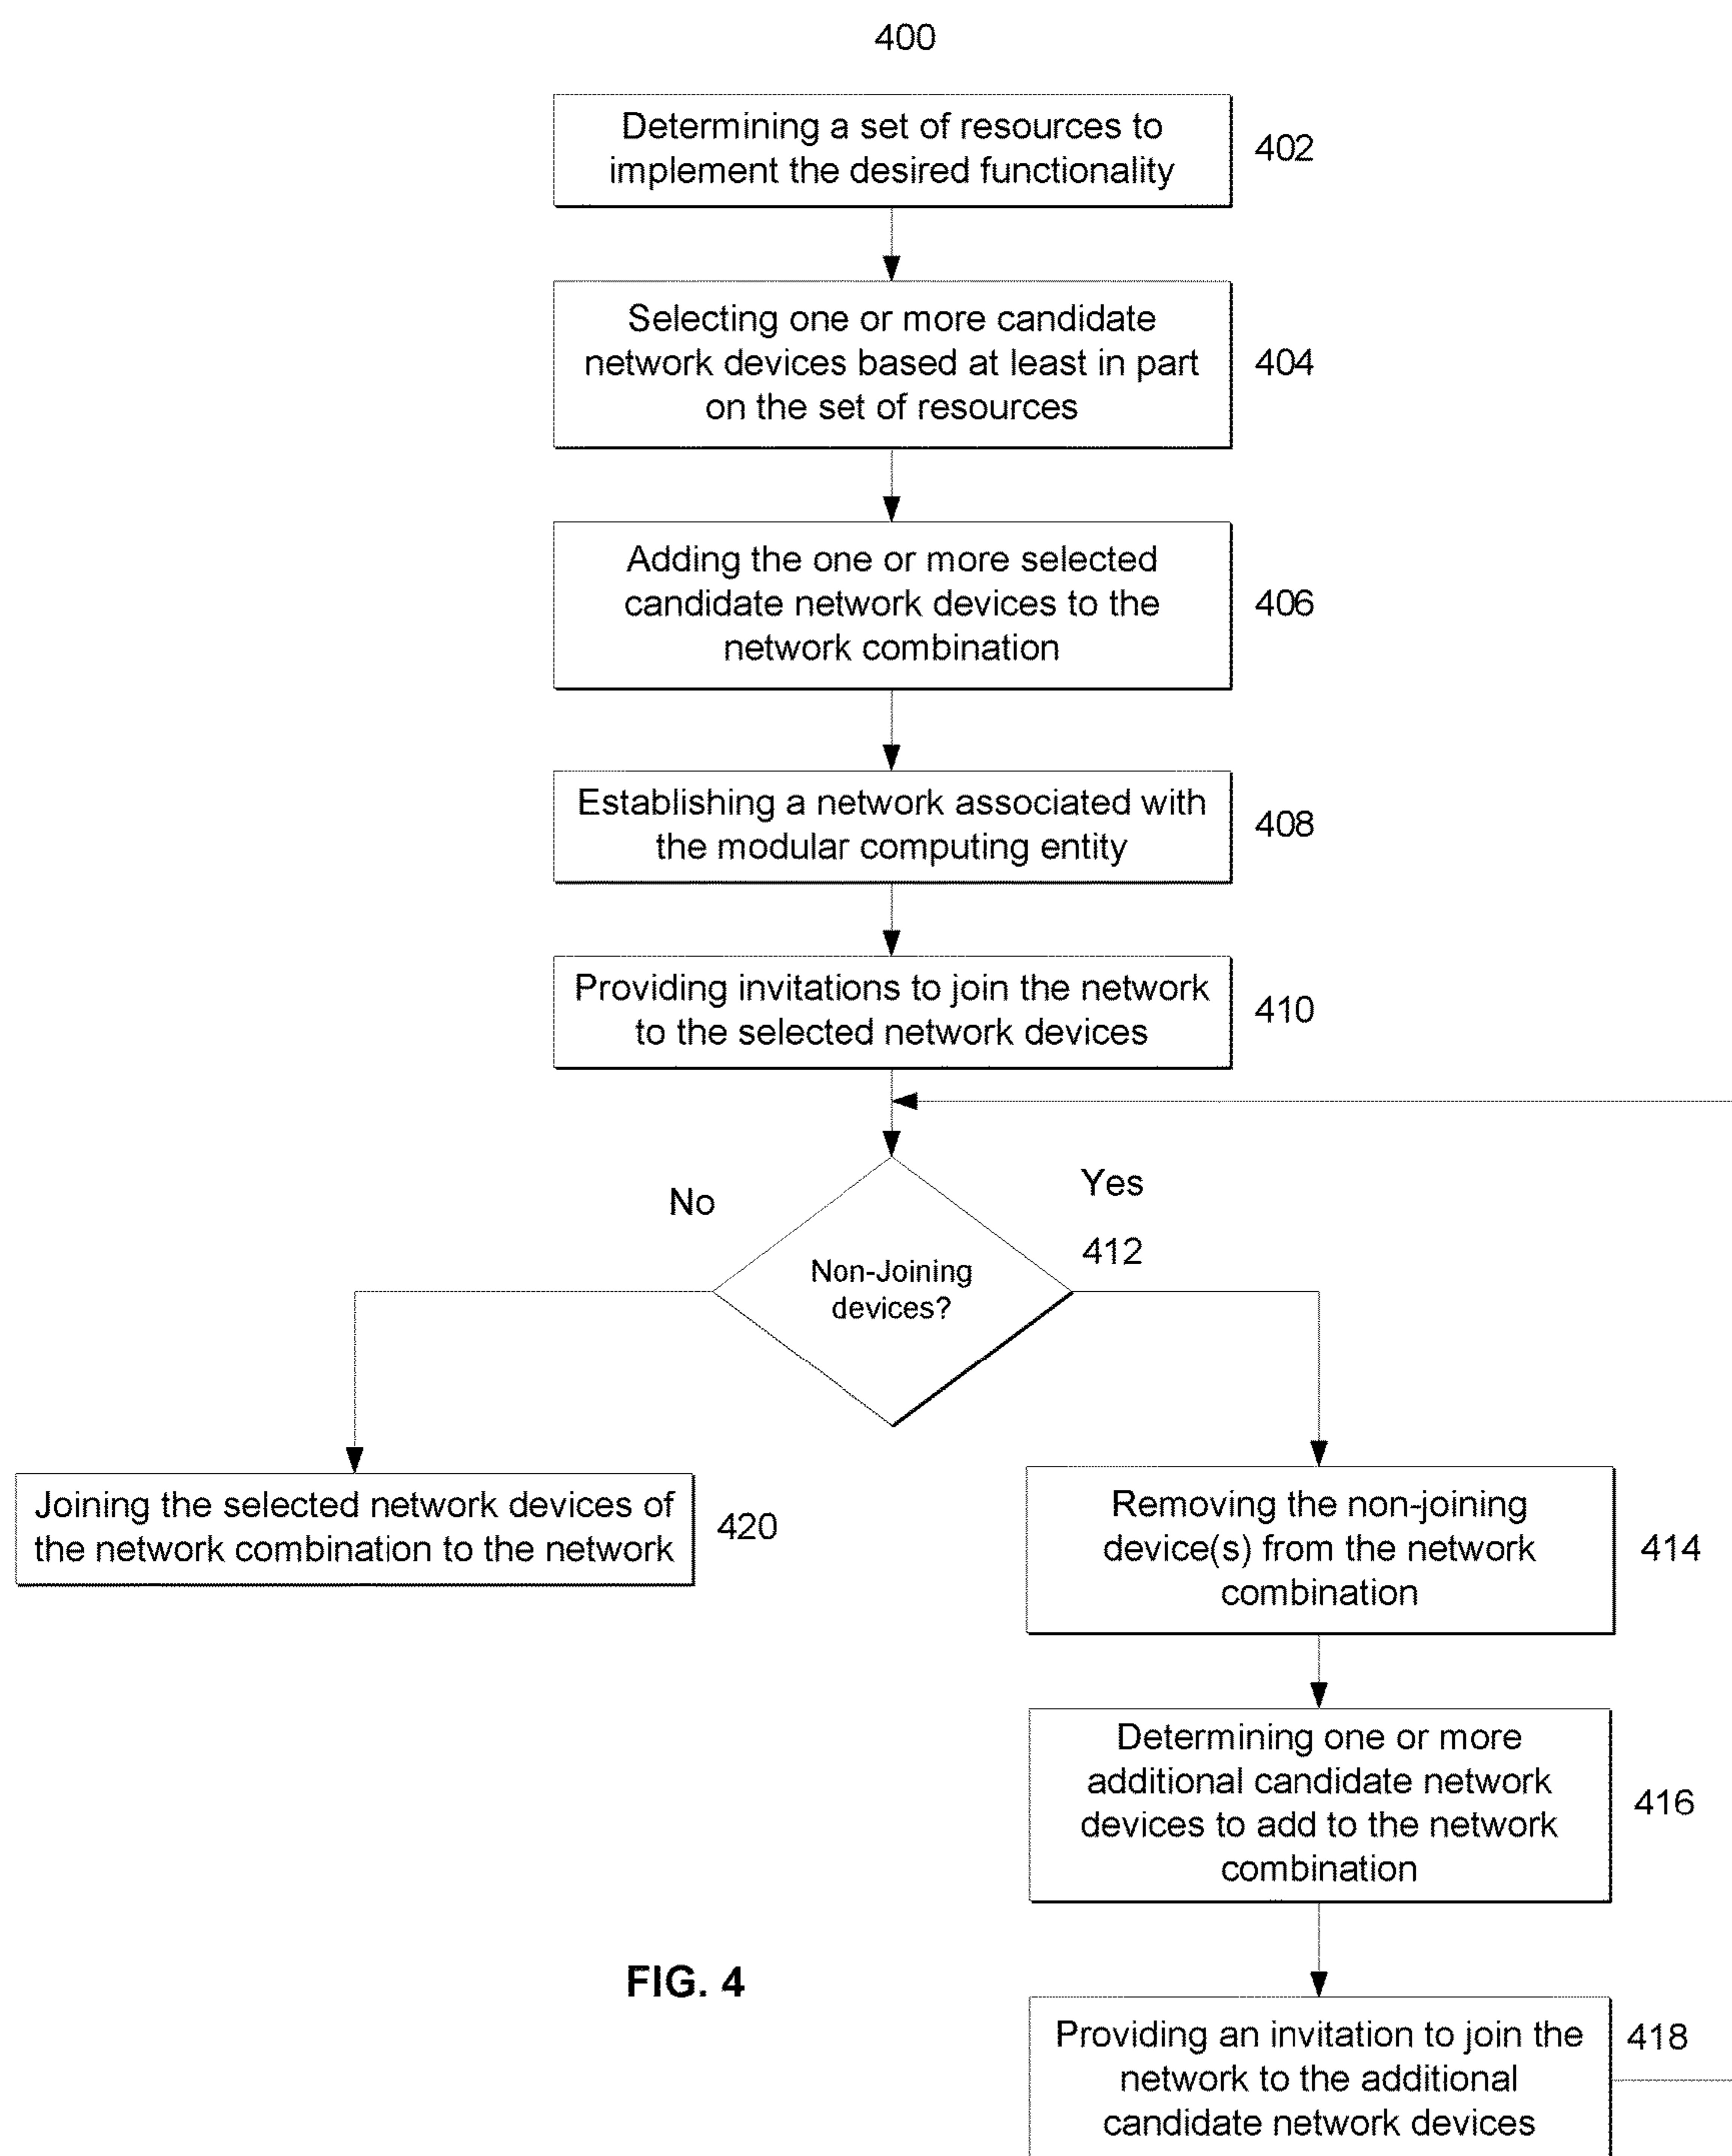 400
Determining a set of resources to
implement the desired functionality
402
Selecting one or more candidate
network devices based at least in part
on the set of resources
404
Adding the one or more selected
candidate network devices to the
network combination
406
Establishing a network associated with
the modular computing entity
408
Providing invitations to join the network
to the selected network devices
410
No
Yes
412
Non-Joining
devices?
Joining the selected network devices of
the network combination to the network
420
Removing the non-joining
device(s) from the network
combination
414
Determining one or more
additional candidate network
devices to add to the network
combination
416
FIG. 4
Providing an invitation to join the
network to the additional
candidate network devices
418